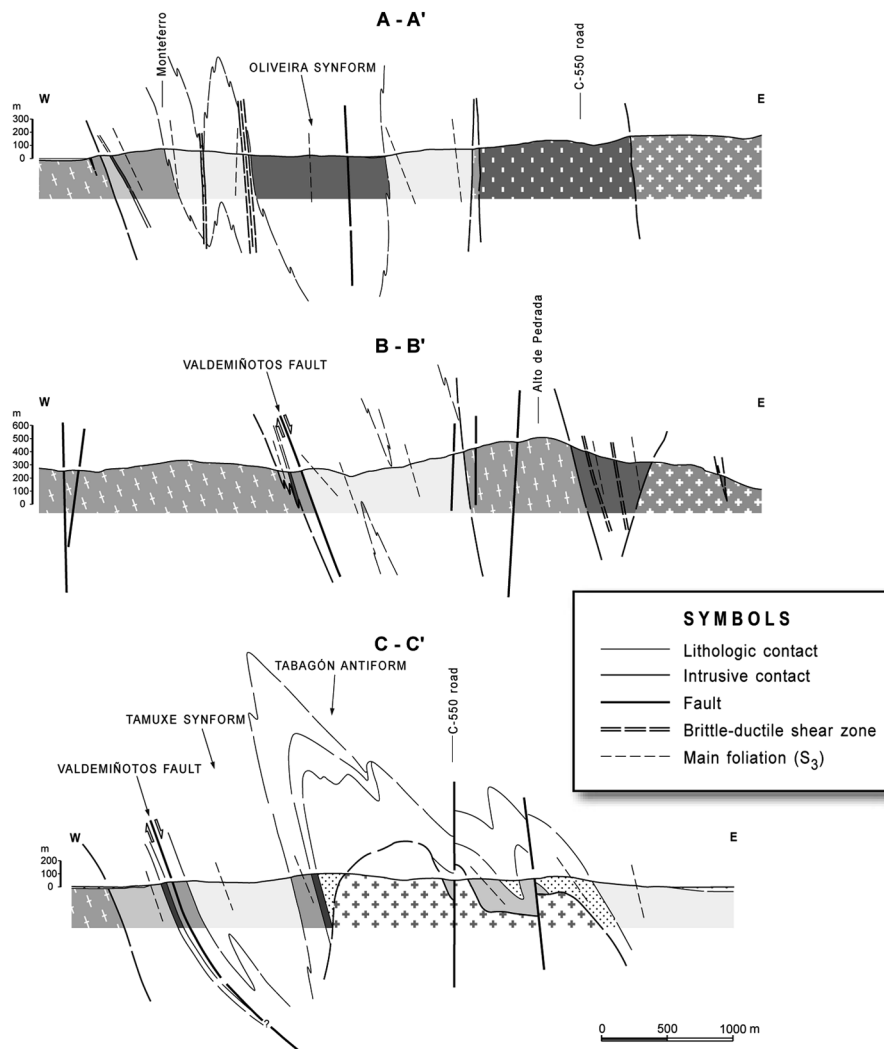 A - A'
Monteferro
OLIVEIRA SYNFORM
C-550 road
W
E
m
300
200
100
0
B - B'
VALDEMIÑOTOS FAULT
Alto de Pedrada
W
E
m
600
500
400
300
200
100
0
SYMBOLS
Lithologic contact
Intrusive contact
Fault
Brittle-ductile shear zone
Main foliation (S3)
C - C'
TABAGÓN ANTIFORM
C-550 road
TAMUXE SYNFORM
VALDEMIÑOTOS FAULT
W
E
m
200
100
0
?
0 500 1000 m